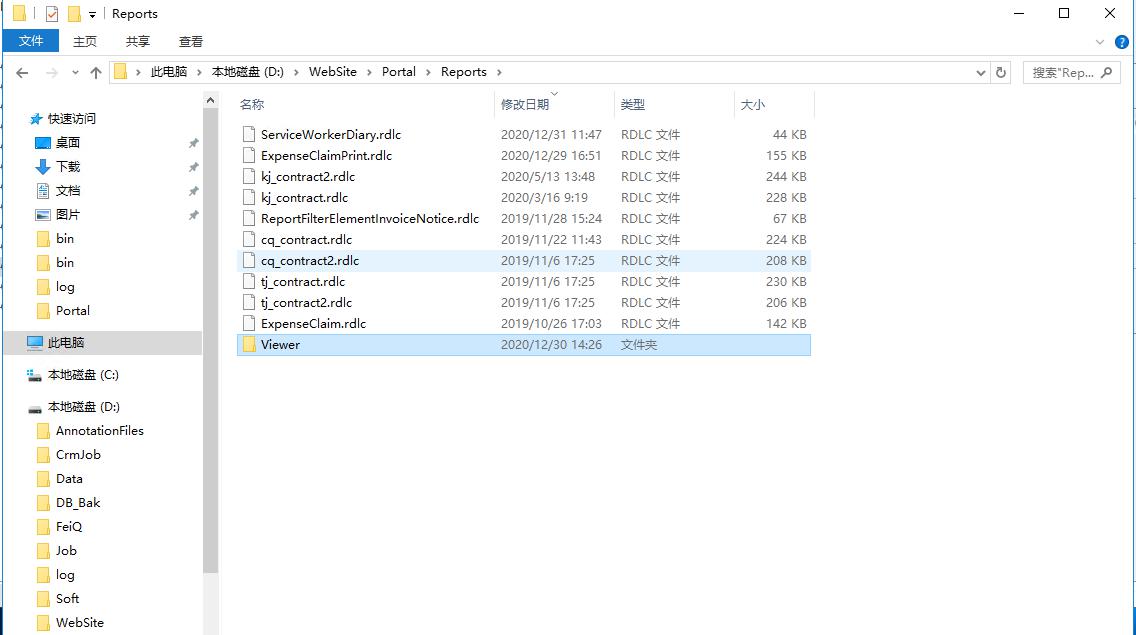 Reports
文件 主页 共享 查看
此电脑 本地磁盘 (D:) WebSite Portal Reports 搜索"Rep...
快速访问
桌面
下载
文档
图片
bin
bin
log
Portal
此电脑
本地磁盘 (C:)
本地磁盘 (D:)
AnnotationFiles
CrmJob
Data
DB_Bak
FeiQ
Job
log
Soft
WebSite
名称 修改日期 类型 大小
ServiceWorkerDiary.rdlc 2020/12/31 11:47 RDLC 文件 44 KB
ExpenseClaimPrint.rdlc 2020/12/29 16:51 RDLC 文件 155 KB
kj_contract2.rdlc 2020/5/13 13:48 RDLC 文件 244 KB
kj_contract.rdlc 2020/3/16 9:19 RDLC 文件 228 KB
ReportFilterElementInvoiceNotice.rdlc 2019/11/28 15:24 RDLC 文件 67 KB
cq_contract.rdlc 2019/11/22 11:43 RDLC 文件 224 KB
cq_contract2.rdlc 2019/11/6 17:25 RDLC 文件 208 KB
tj_contract.rdlc 2019/11/6 17:25 RDLC 文件 230 KB
tj_contract2.rdlc 2019/11/6 17:25 RDLC 文件 206 KB
ExpenseClaim.rdlc 2019/10/26 17:03 RDLC 文件 142 KB
Viewer 2020/12/30 14:26 文件夹